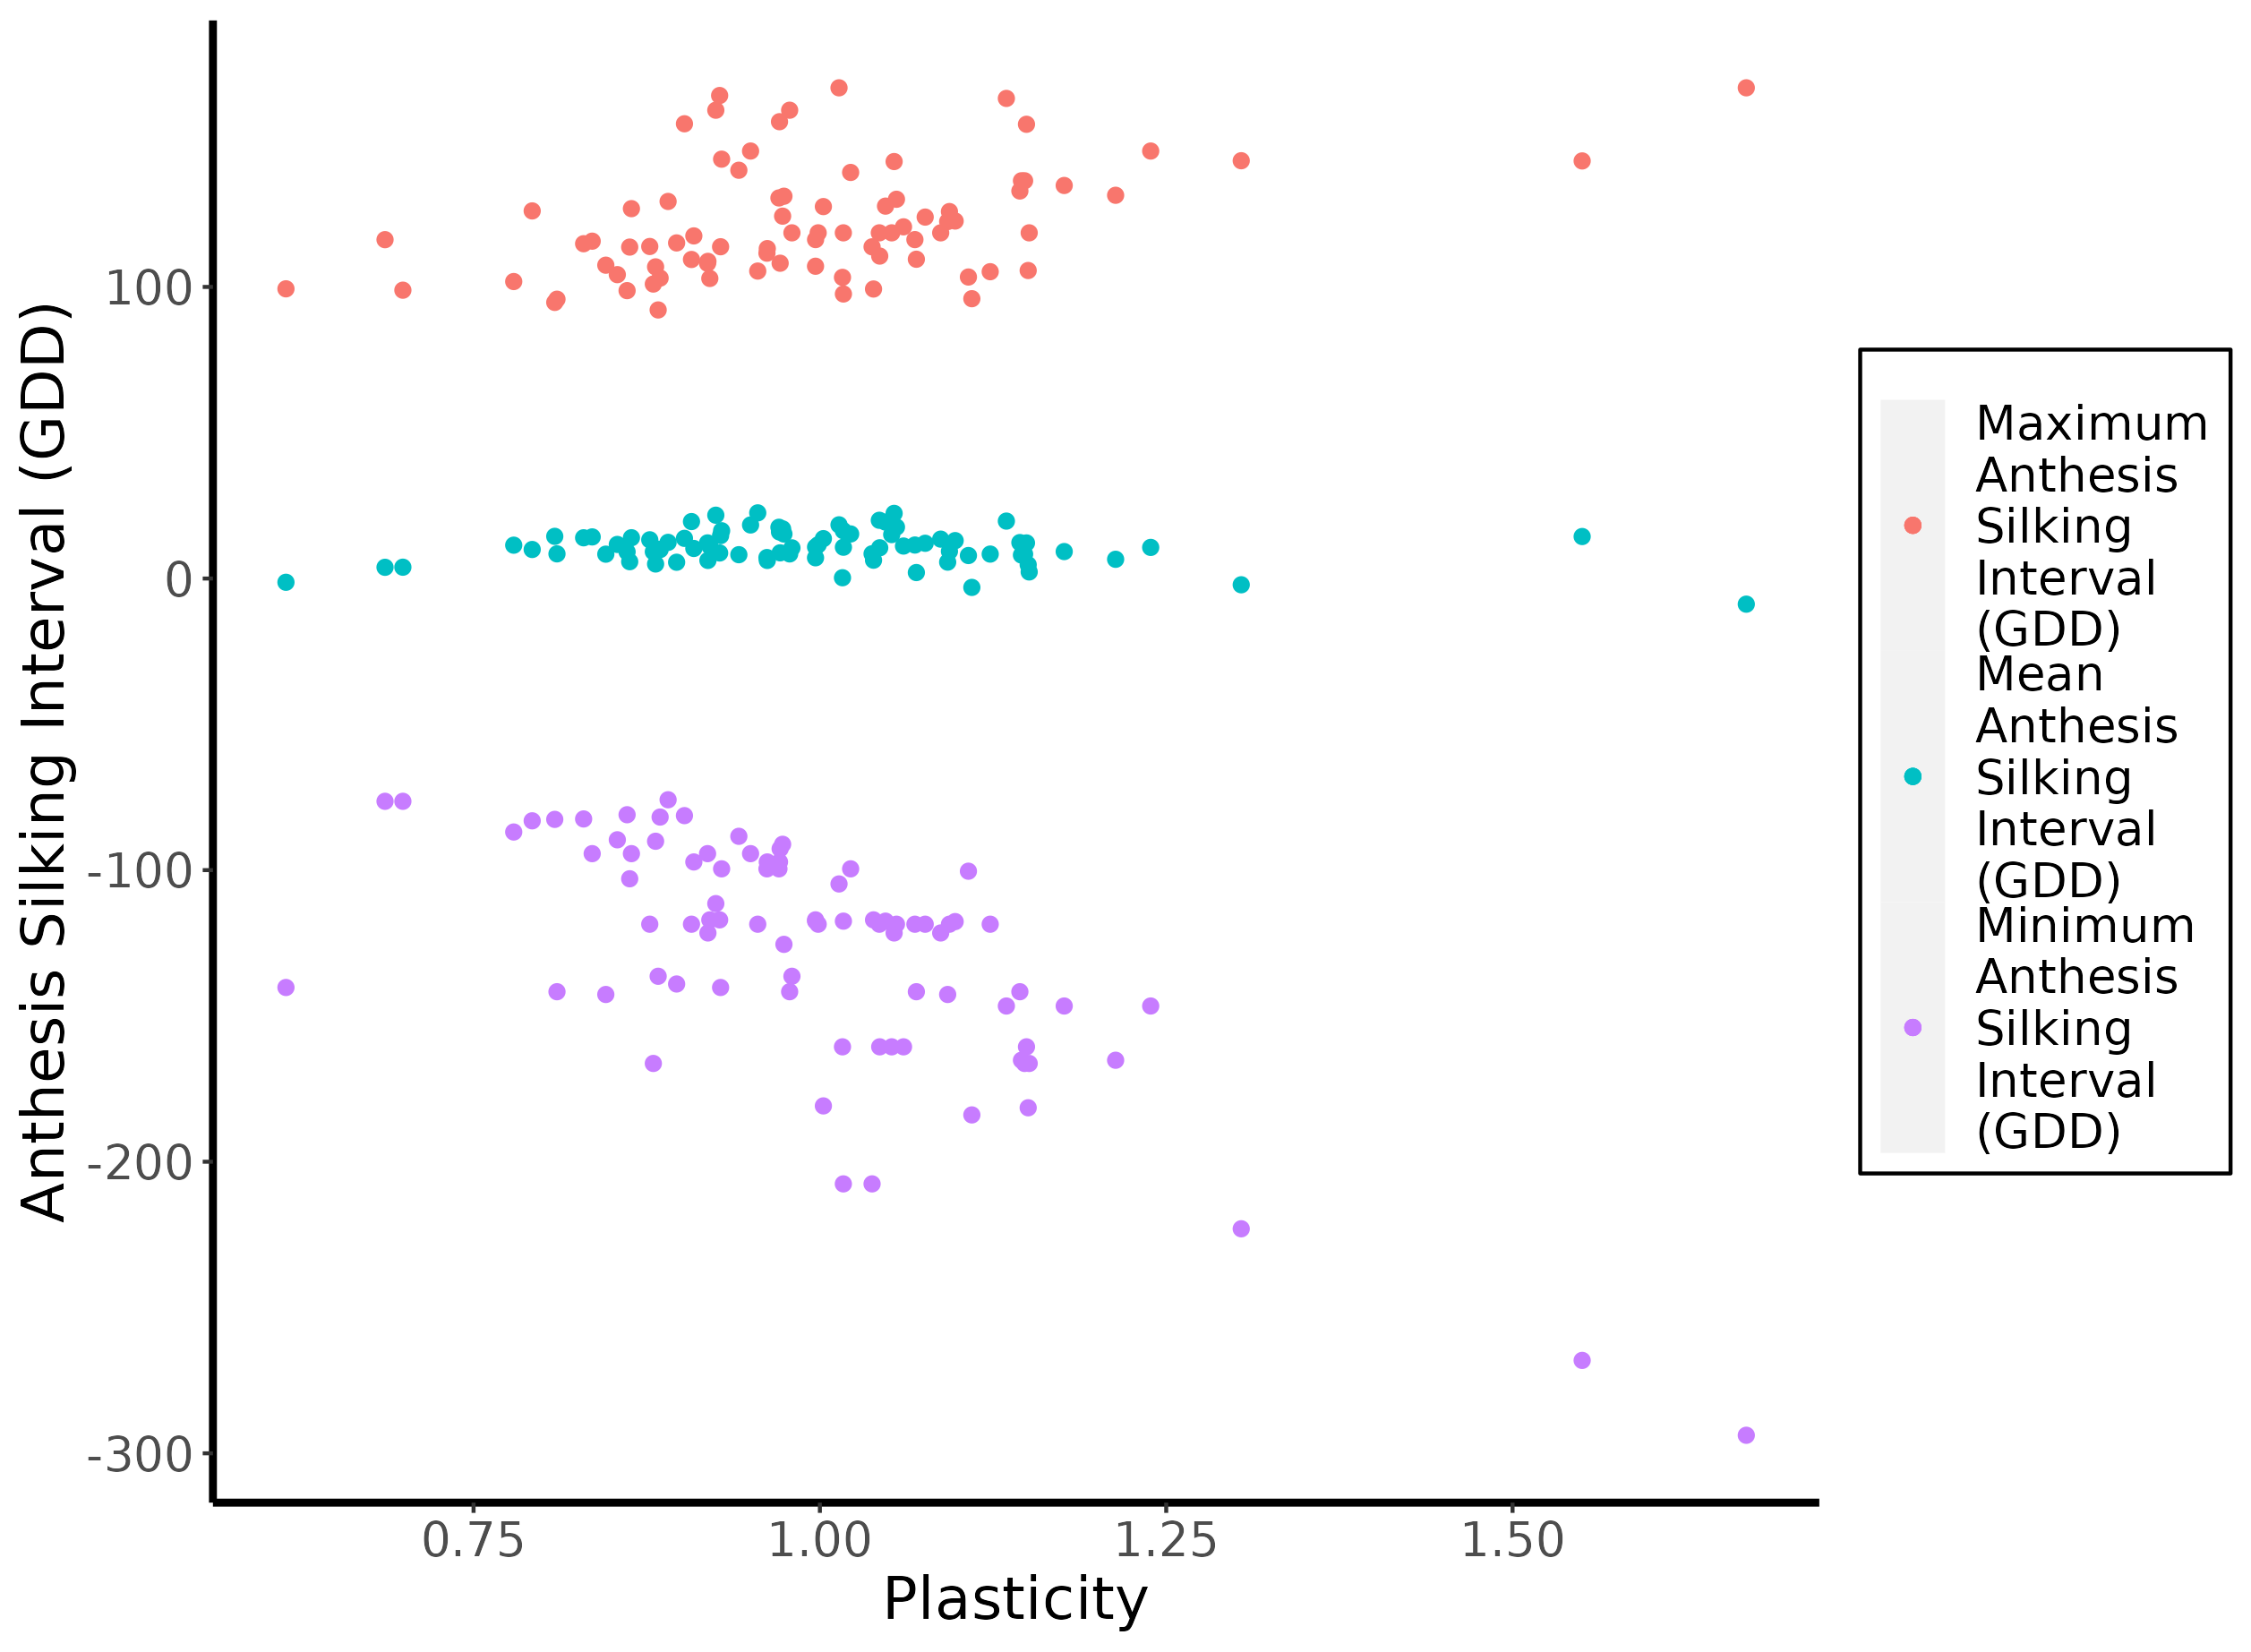 Anthesis Silking Interval (GDD)
100
0
-100
-200
-300
0.75
1.00
1.25
1.50
Plasticity
Maximum
Anthesis
Silking
Interval
(GDD)
Mean
Anthesis
Silking
Interval
(GDD)
Minimum
Anthesis
Silking
Interval
(GDD)